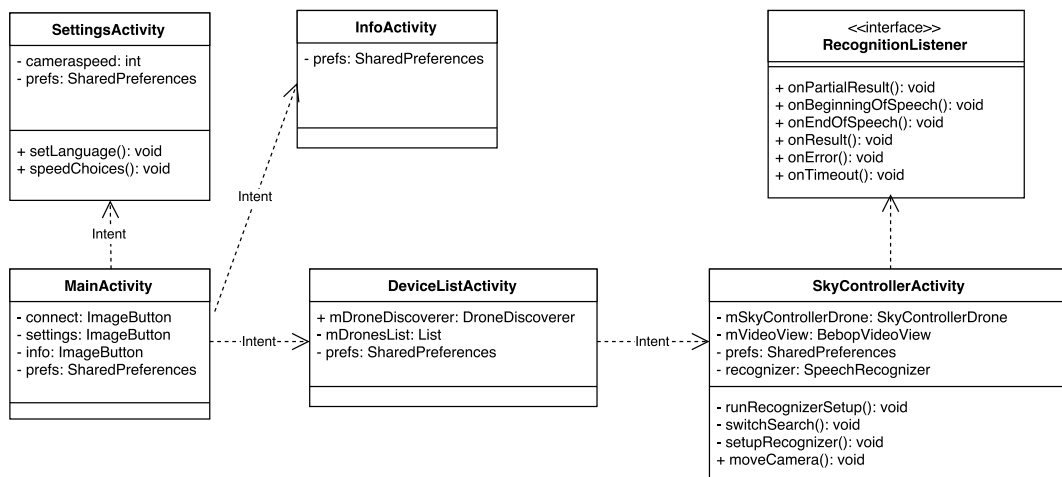 SettingsActivity
- cameraspeed: int
- prefs: SharedPreferences
+ setLanguage(): void
+ speedChoices(): void
InfoActivity
- prefs: SharedPreferences
<<interface>>
RecognitionListener
+ onPartialResult(): void
+ onBeginningOfSpeech(): void
+ onEndOfSpeech(): void
+ onResult(): void
+ onError(): void
+ onTimeout(): void
Intent
Intent
MainActivity
- connect: ImageButton
- settings: ImageButton
- info: ImageButton
- prefs: SharedPreferences
Intent
DeviceListActivity
+ mDroneDiscoverer: DroneDiscoverer
- mDronesList: List
- prefs: SharedPreferences
Intent
SkyControllerActivity
- mSkyControllerDrone: SkyControllerDrone
- mVideoView: BebopVideoView
- prefs: SharedPreferences
- recognizer: SpeechRecognizer
- runRecognizerSetup(): void
- switchSearch(): void
- setupRecognizer(): void
+ moveCamera(): void